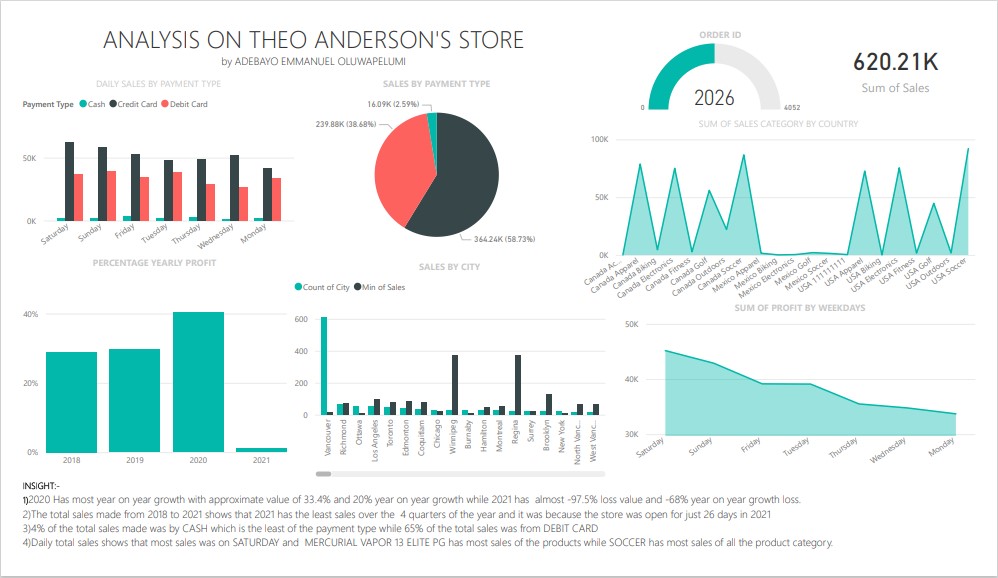 ANALYSIS ON THEO ANDERSON'S STORE
by ADEBAYO EMMANUEL OLUWAPELUMI
ORDER ID
2026
0
4052
620.21K
Sum of Sales
DAILY SALES BY PAYMENT TYPE
Payment Type Cash Credit Card Debit Card
50K
0K
Saturday
Sunday
Friday
Tuesday
Thursday
Wednesday
Monday
SALES BY PAYMENT TYPE
16.09K (2.59%)
239.88K (38.68%)
364.24K (58.73%)
SUM OF SALES CATEGORY BY COUNTRY
100K
50K
0K
Canada Ac...
Canada Apparel
Canada Biking
Canada Electronics
Canada Fitness
Canada Golf
Canada Outdoors
Canada Soccer
Mexico Apparel
Mexico Biking
Mexico Electronics
Mexico Golf
Mexico Soccer
USA 111111111
USA Apparel
USA Biking
USA Electronics
USA Fitness
USA Golf
USA Outdoors
USA Soccer
PERCENTAGE YEARLY PROFIT
40%
20%
0%
2018
2019
2020
2021
SALES BY CITY
Count of City Min of Sales
600
400
200
0
Vancouver
Richmond
Ottawa
Los Angeles
Toronto
Edmonton
Coquitlam
Chicago
Winnipeg
Burnaby
Hamilton
Montreal
Regina
Surrey
Brooklyn
New York
North Vanc...
West Vanc...
SUM OF PROFIT BY WEEKDAYS
50K
40K
30K
Saturday
Sunday
Friday
Tuesday
Thursday
Wednesday
Monday
INSIGHT:-
1)2020 Has most year on year growth with approximate value of 33.4% and 20% year on year growth while 2021 has almost -97.5% loss value and -68% year on year growth loss.
2)The total sales made from 2018 to 2021 shows that 2021 has the least sales over the 4 quarters of the year and it was because the store was open for just 26 days in 2021
3)4% of the total sales made was by CASH which is the least of the payment type while 65% of the total sales was from DEBIT CARD
4)Daily total sales shows that most sales was on SATURDAY and MERCURIAL VAPOR 13 ELITE PG has most sales of the products while SOCCER has most sales of all the product category.